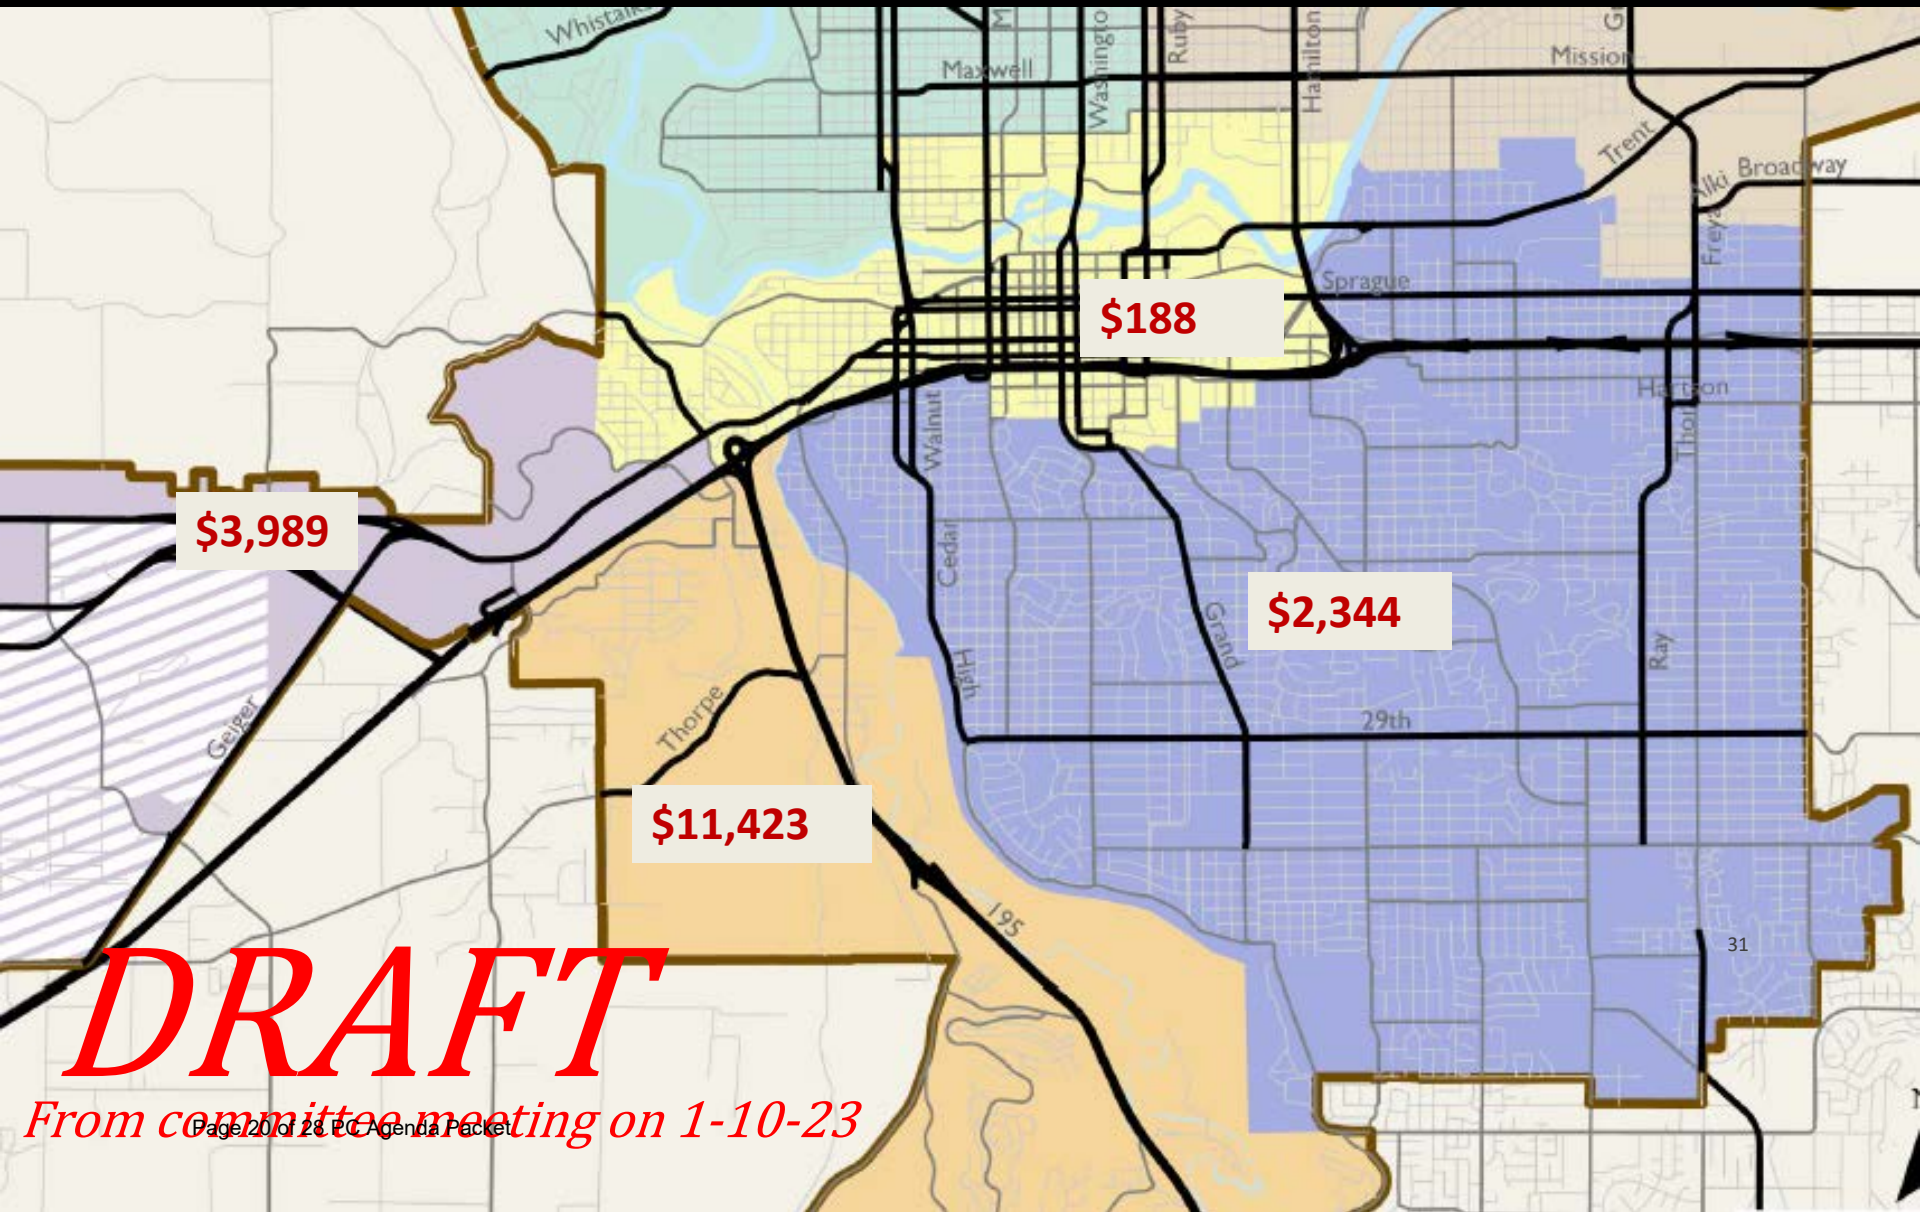 Whistalks
M
Washingto
Ruby
Hamilton
Gr
Maxwell
Mission
Trent
Broadway
Alki
Freya
Sprague
$188
Hartson
Thor
Walnut
$3,989
Cedar
$2,344
Grand
High
Ray
Thorpe
Geiger
29th
$11,423
195
31
DRAFT
From committee meeting on 1-10-23
Page 20 of 28 PC Agenda Packet